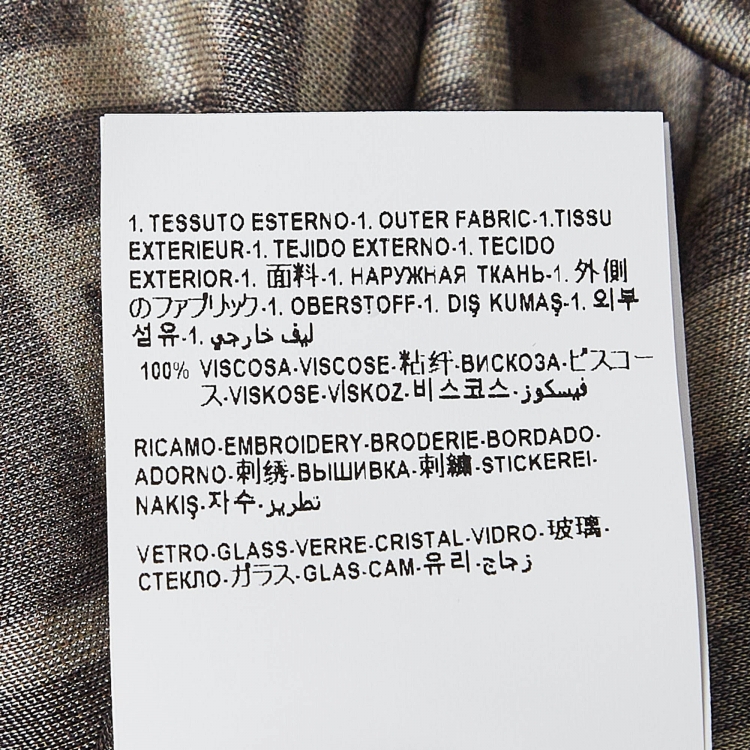 1. TESSUTO ESTERNO-1. OUTER FABRIC-1.TISSU
EXTERIEUR-1. TEJIDO EXTERNO-1. TECIDO
EXTERIOR-1. 面料-1. НАРУЖНАЯ ТКАНЬ-1. 外側
のファブリック-1. OBERSTOFF-1. DIŞ KUMAŞ-1. 외부
섬유-1. ليف خارجي
100% VISCOSA-VISCOSE-粘纤-ВИСКОЗА-ビスコー
ス-VISKOSE-VİSKOZ-비스코스-فيسكوز
RICAMO-EMBROIDERY-BRODERIE-BORDADO-
ADORNO-刺绣-ВЫШИВКА-刺繍-STICKEREI-
NAKIŞ-자수-تطريز
VETRO-GLASS-VERRE-CRISTAL-VIDRO-玻璃-
СТЕКЛО-ガラス-GLAS-CAM-유리-زجاج